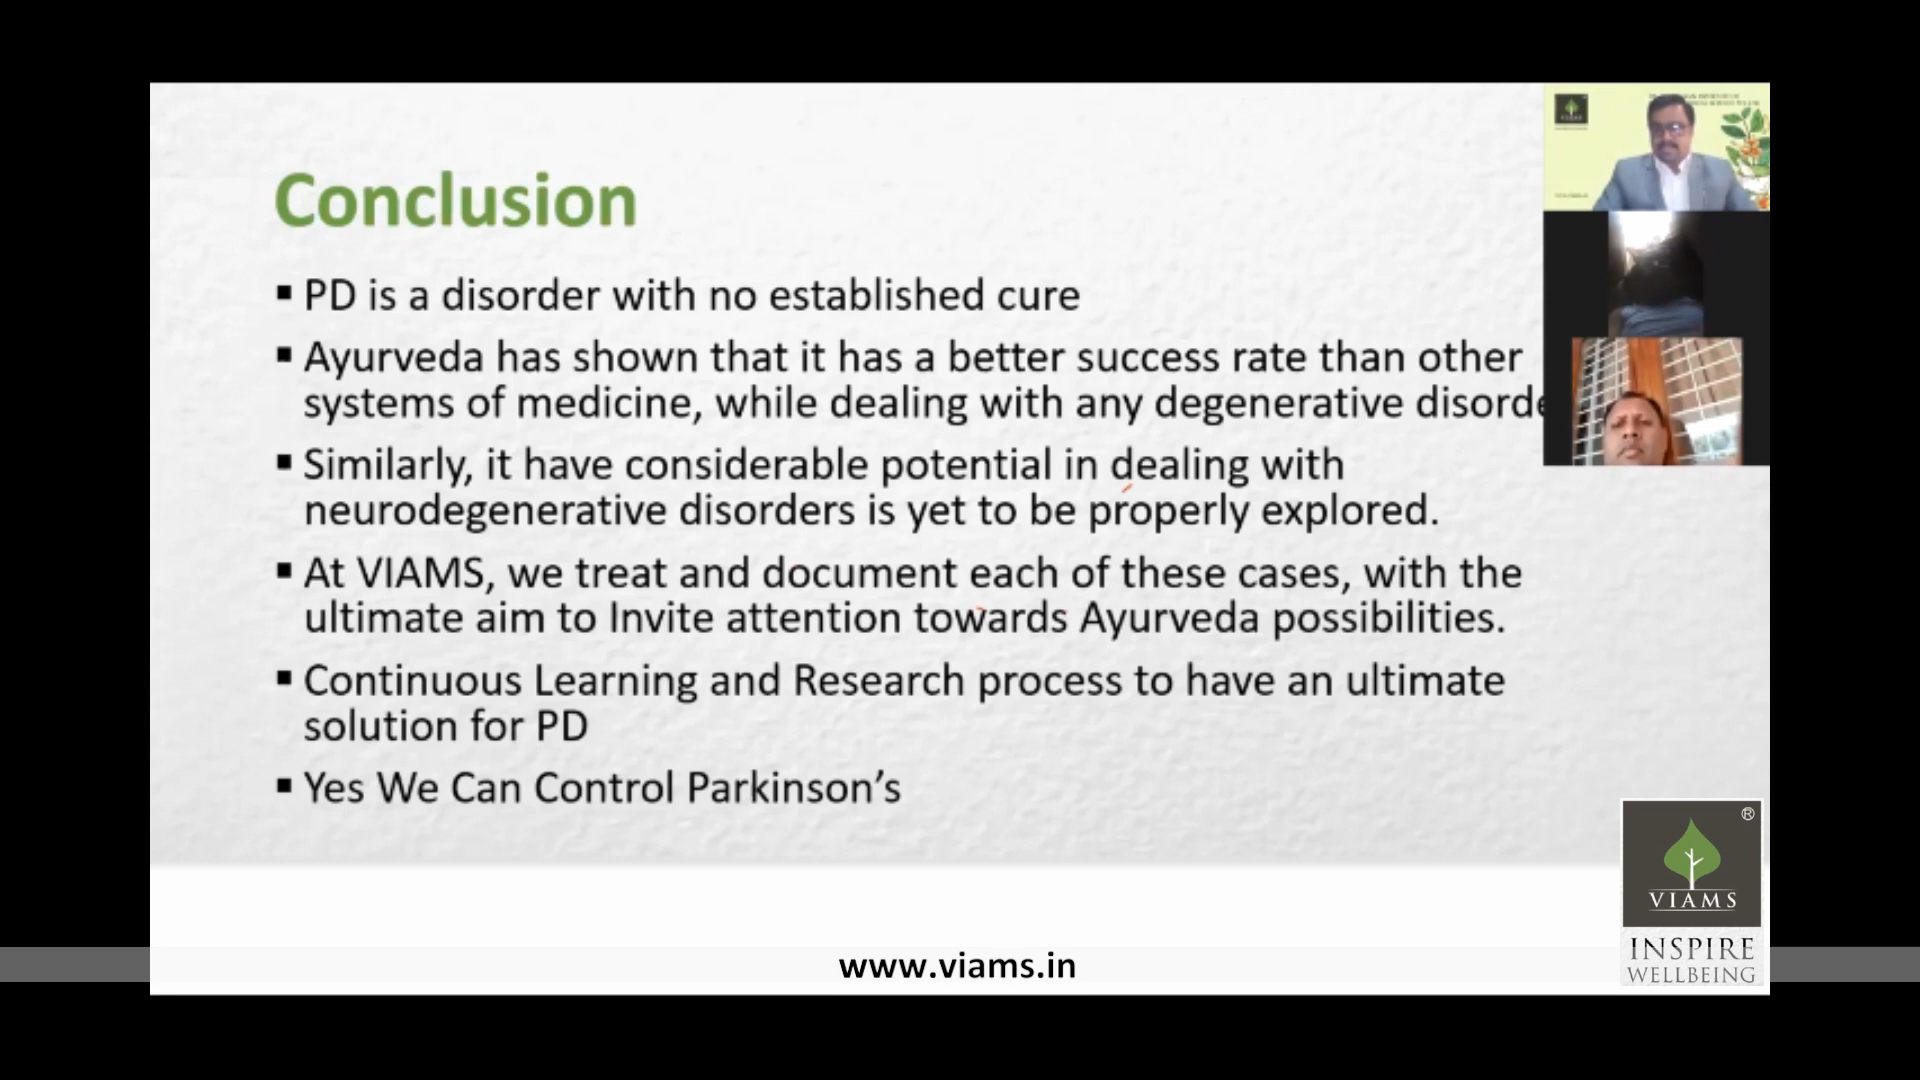 Conclusion
▪ PD is a disorder with no established cure
▪ Ayurveda has shown that it has a better success rate than other
systems of medicine, while dealing with any degenerative disorde
▪ Similarly, it have considerable potential in dealing with
neurodegenerative disorders is yet to be properly explored.
▪ At VIAMS, we treat and document each of these cases, with the
ultimate aim to Invite attention towards Ayurveda possibilities.
▪ Continuous Learning and Research process to have an ultimate
solution for PD
▪ Yes We Can Control Parkinson's
®
VIAMS
INSPIRE
WELLBEING
www.viams.in